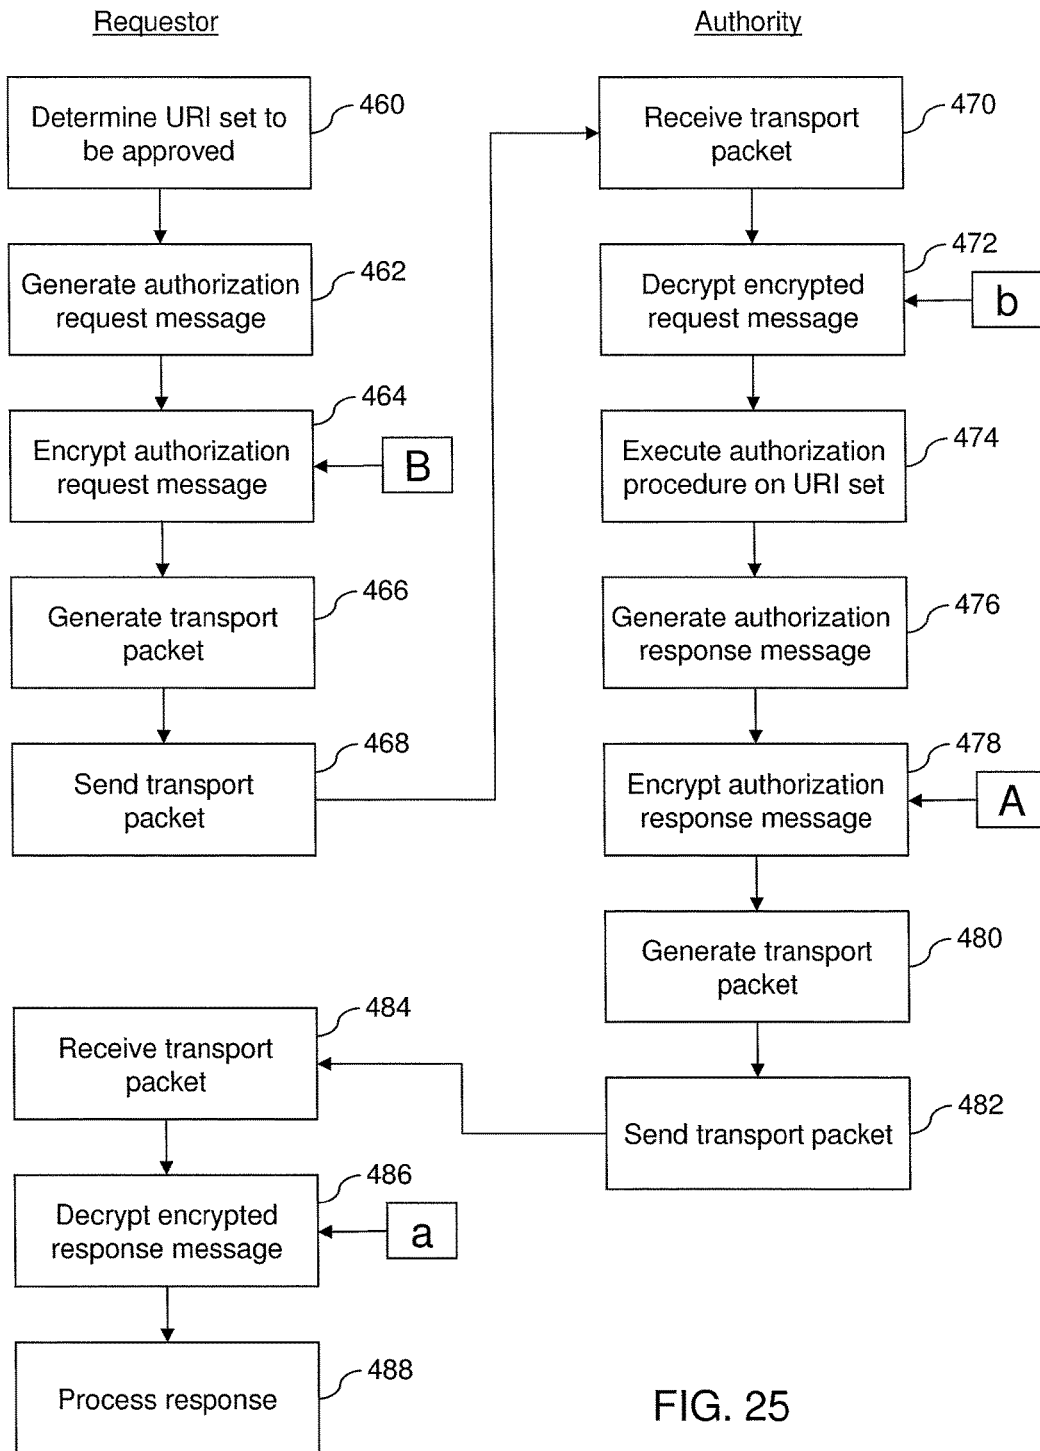 Requestor
Determine URI set to
be approved
460
Generate authorization
request message
462
Encrypt authorization
request message
464
B
Generate transport
packet
466
Send transport
packet
468
Authority
Receive transport
packet
470
Decrypt encrypted
request message
472
b
Execute authorization
procedure on URI set
474
Generate authorization
response message
476
Encrypt authorization
response message
478
A
Generate transport
packet
480
Send transport packet
482
Receive transport
packet
484
Decrypt encrypted
response message
486
a
Process response
488
FIG. 25